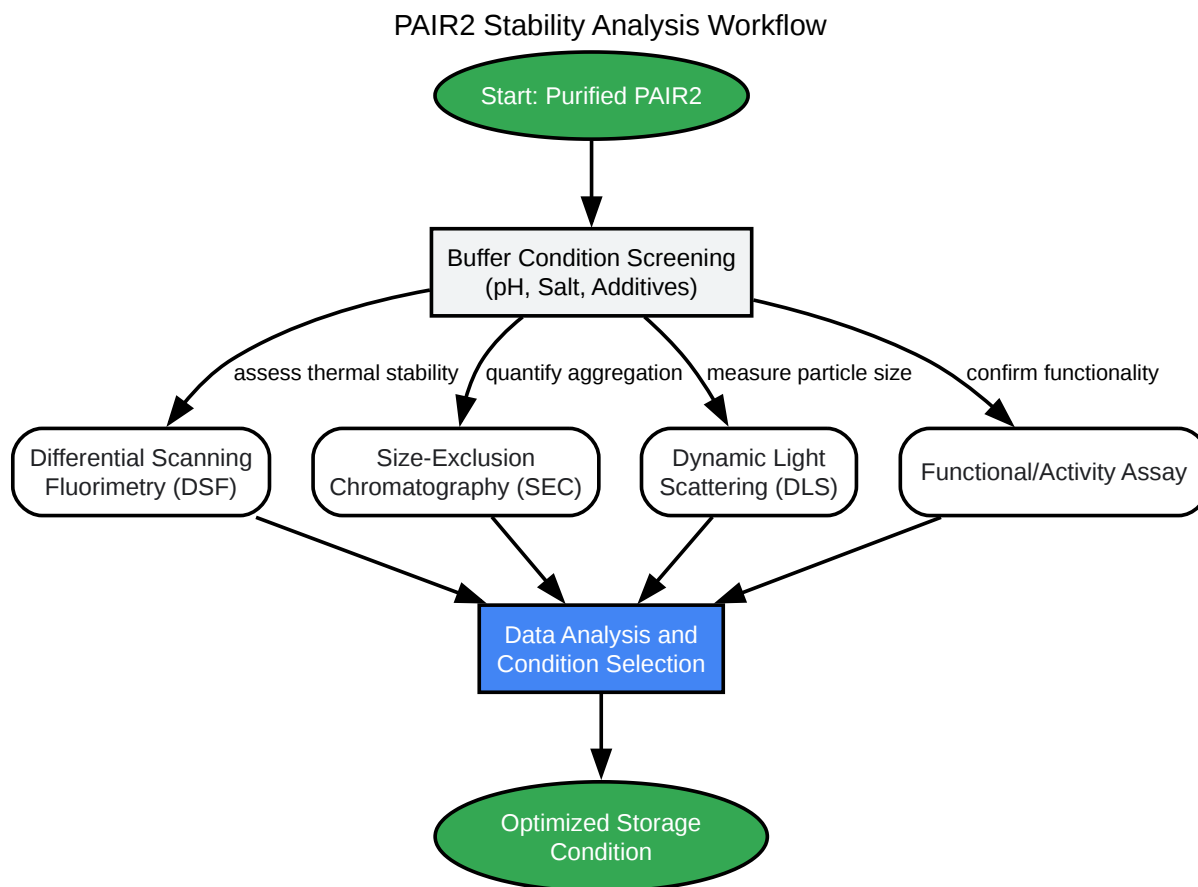 PAIR2 Stability Analysis Workflow
Start: Purified PAIR2
Buffer Condition Screening
(pH, Salt, Additives)
assess thermal stability
quantify aggregation
measure particle size
confirm functionality
Differential Scanning
Fluorimetry (DSF)
Size-Exclusion
Chromatography (SEC)
Dynamic Light
Scattering (DLS)
Functional/Activity Assay
Data Analysis and
Condition Selection
Optimized Storage
Condition